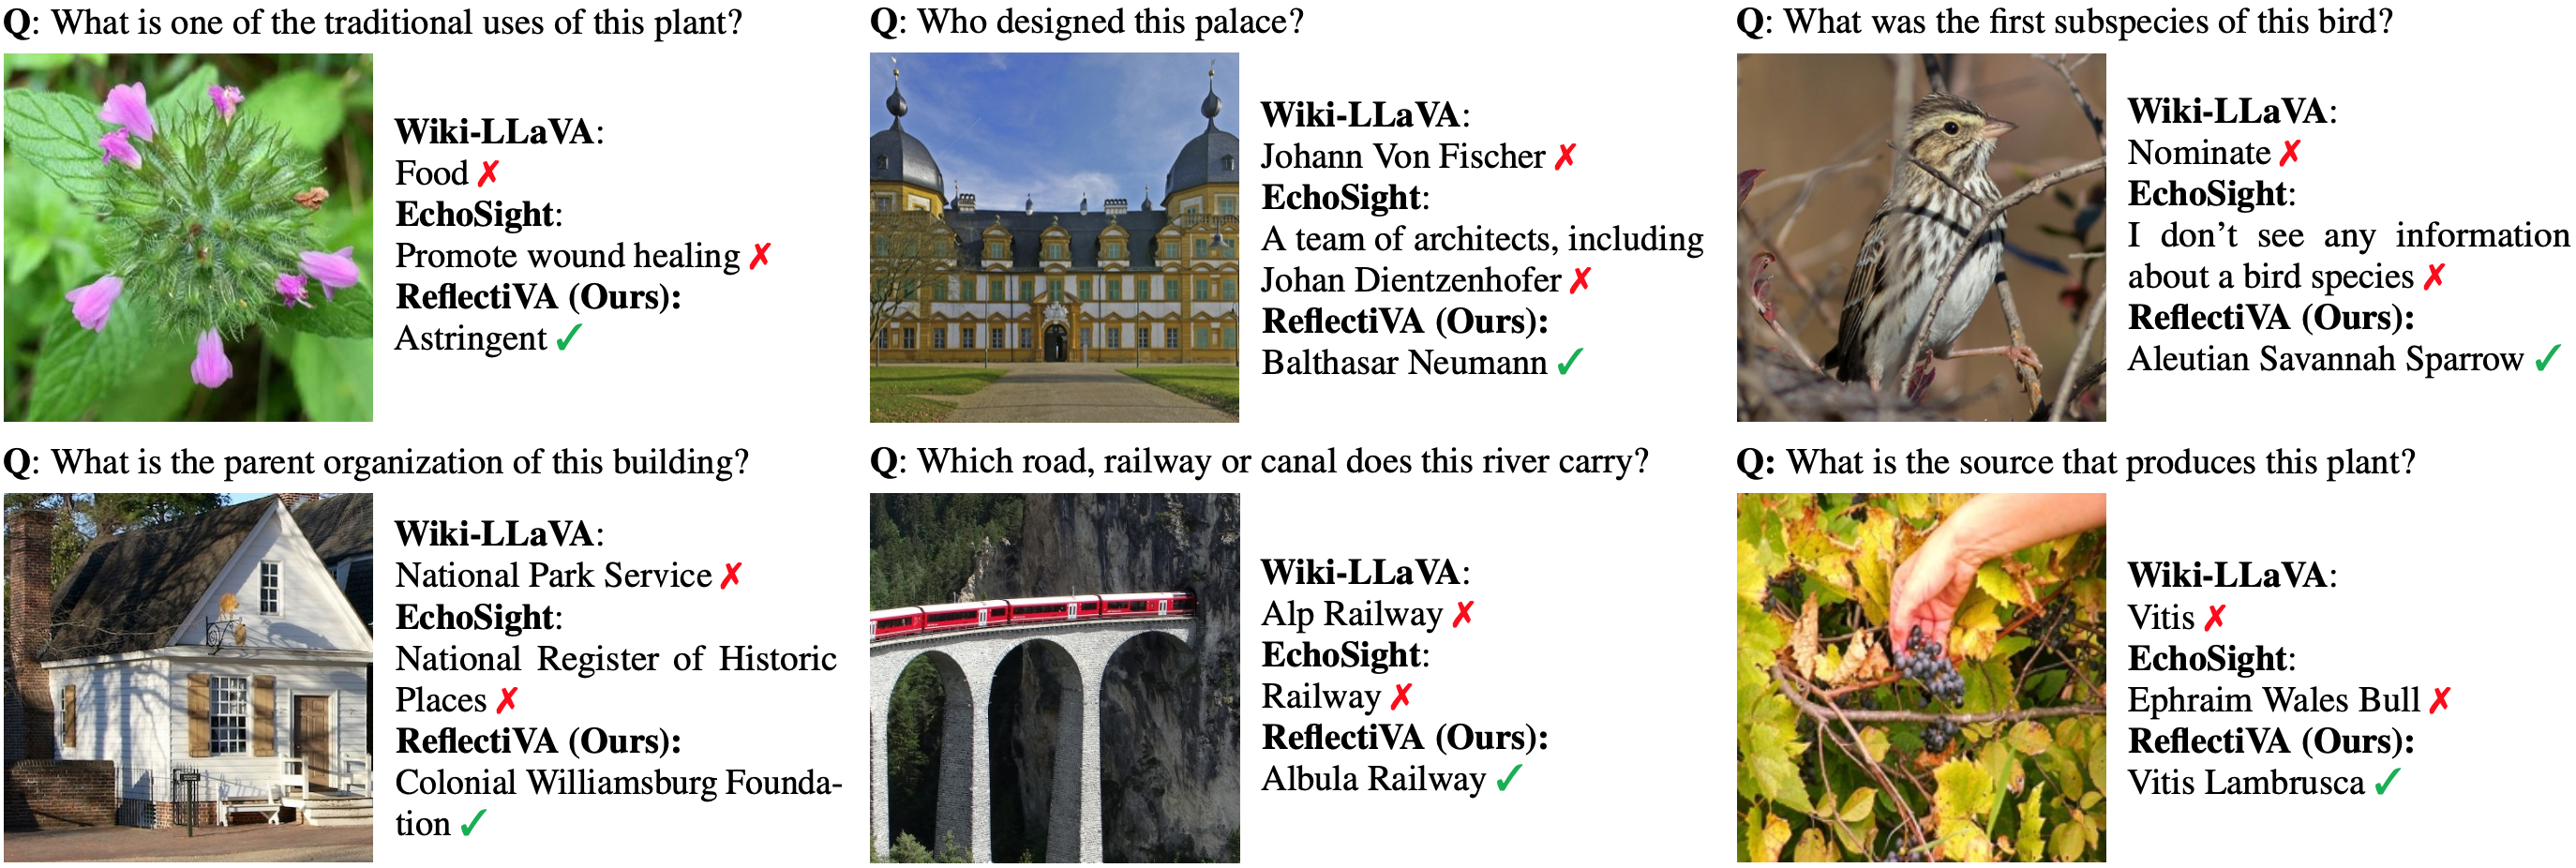 Q: What is one of the traditional uses of this plant?
Wiki-LLaVA:
Food ✗
EchoSight:
Promote wound healing ✗
ReflectiVA (Ours):
Astringent ✓
Q: Who designed this palace?
Wiki-LLaVA:
Johann Von Fischer ✗
EchoSight:
A team of architects, including
Johan Dientzenhofer ✗
ReflectiVA (Ours):
Balthasar Neumann ✓
Q: What was the first subspecies of this bird?
Wiki-LLaVA:
Nominate ✗
EchoSight:
I don't see any information
about a bird species ✗
ReflectiVA (Ours):
Aleutian Savannah Sparrow ✓
Q: What is the parent organization of this building?
Wiki-LLaVA:
National Park Service ✗
EchoSight:
National Register of Historic
Places ✗
ReflectiVA (Ours):
Colonial Williamsburg Founda-
tion ✓
Q: Which road, railway or canal does this river carry?
Wiki-LLaVA:
Alp Railway ✗
EchoSight:
Railway ✗
ReflectiVA (Ours):
Albula Railway ✓
Q: What is the source that produces this plant?
Wiki-LLaVA:
Vitis ✗
EchoSight:
Ephraim Wales Bull ✗
ReflectiVA (Ours):
Vitis Lambrusca ✓